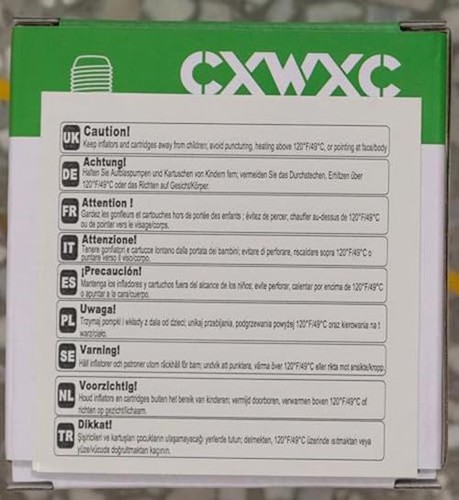 CXWXC
UK Caution!
Keep inflators and cartridges away from children; avoid puncturing, heating above 120°F/49°C, or pointing at face/body
DE Achtung!
Halten Sie Aufblaspumpen und Kartuschen von Kindern fern; vermeiden Sie das Durchstechen, Erhitzen über
120°F/49°C oder das Richten auf Gesicht/Körper.
FR Attention !
Gardez les gonfleurs et cartouches hors de portée des enfants ; évitez de percer, chauffer au-dessus de 120°F/49°C
ou de pointer vers le visage/corps.
IT Attenzione!
Tenere gonfiatori e cartucce lontano dalla portata dei bambini; evitare di perforare, riscaldare sopra 120°F/49°C o
puntare verso il viso/corpo.
ES ¡Precaución!
Mantenga los infladores y cartuchos fuera del alcance de los niños; evite perforar, calentar por encima de 120°F/49°C
o apuntar a la cara/cuerpo.
PL Uwaga!
Trzymaj pompki i wkłady z dala od dzieci; unikaj przebijania, podgrzewania powyżej 120°F/49°C oraz kierowania na t
warz/ciało.
SE Varning!
Håll inflatorer och patroner utom räckhåll för barn; undvik att punktera, värma över 120°F/49°C eller rikta mot ansikte/kropp.
NL Voorzichtig!
Houd inflators en cartridges buiten het bereik van kinderen; vermijd doorboren, verwarmen boven 120°F/49°C of
richten op gezicht/lichaam.
TR Dikkat!
Şişiricileri ve kartuşları çocukların ulaşamayacağı yerlerde tutun; delmekten, 120°F/49°C üzerinde ısıtmaktan veya
yüze/vücuda doğrultmaktan kaçının.